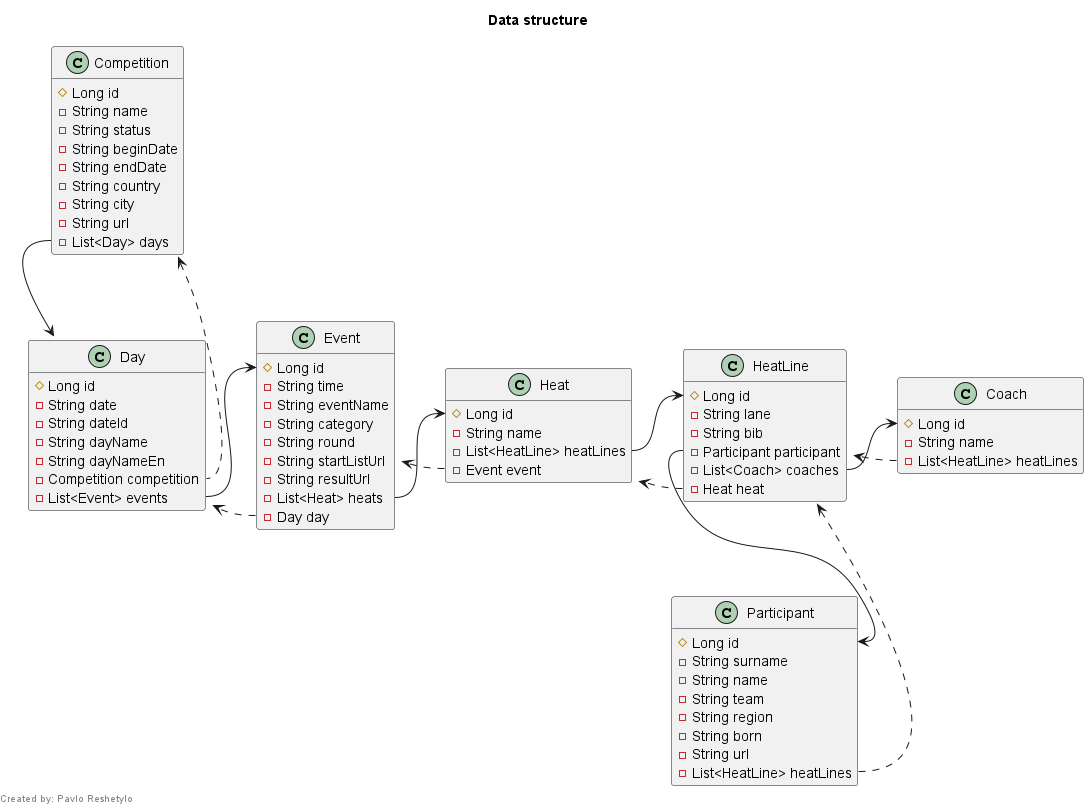 Data structure
C Competition
Long id
String name
String status
String beginDate
String endDate
String country
String city
String url
List<Day> days
C Day
Long id
String date
String dateId
String dayName
String dayNameEn
Competition competition
List<Event> events
C Event
Long id
String time
String eventName
String category
String round
String startListUrl
String resultUrl
List<Heat> heats
Day day
C Heat
Long id
String name
List<HeatLine> heatLines
Event event
C HeatLine
Long id
String lane
String bib
Participant participant
List<Coach> coaches
Heat heat
C Coach
Long id
String name
List<HeatLine> heatLines
C Participant
Long id
String surname
String name
String team
String region
String born
String url
List<HeatLine> heatLines
Created by: Pavlo Reshetylo